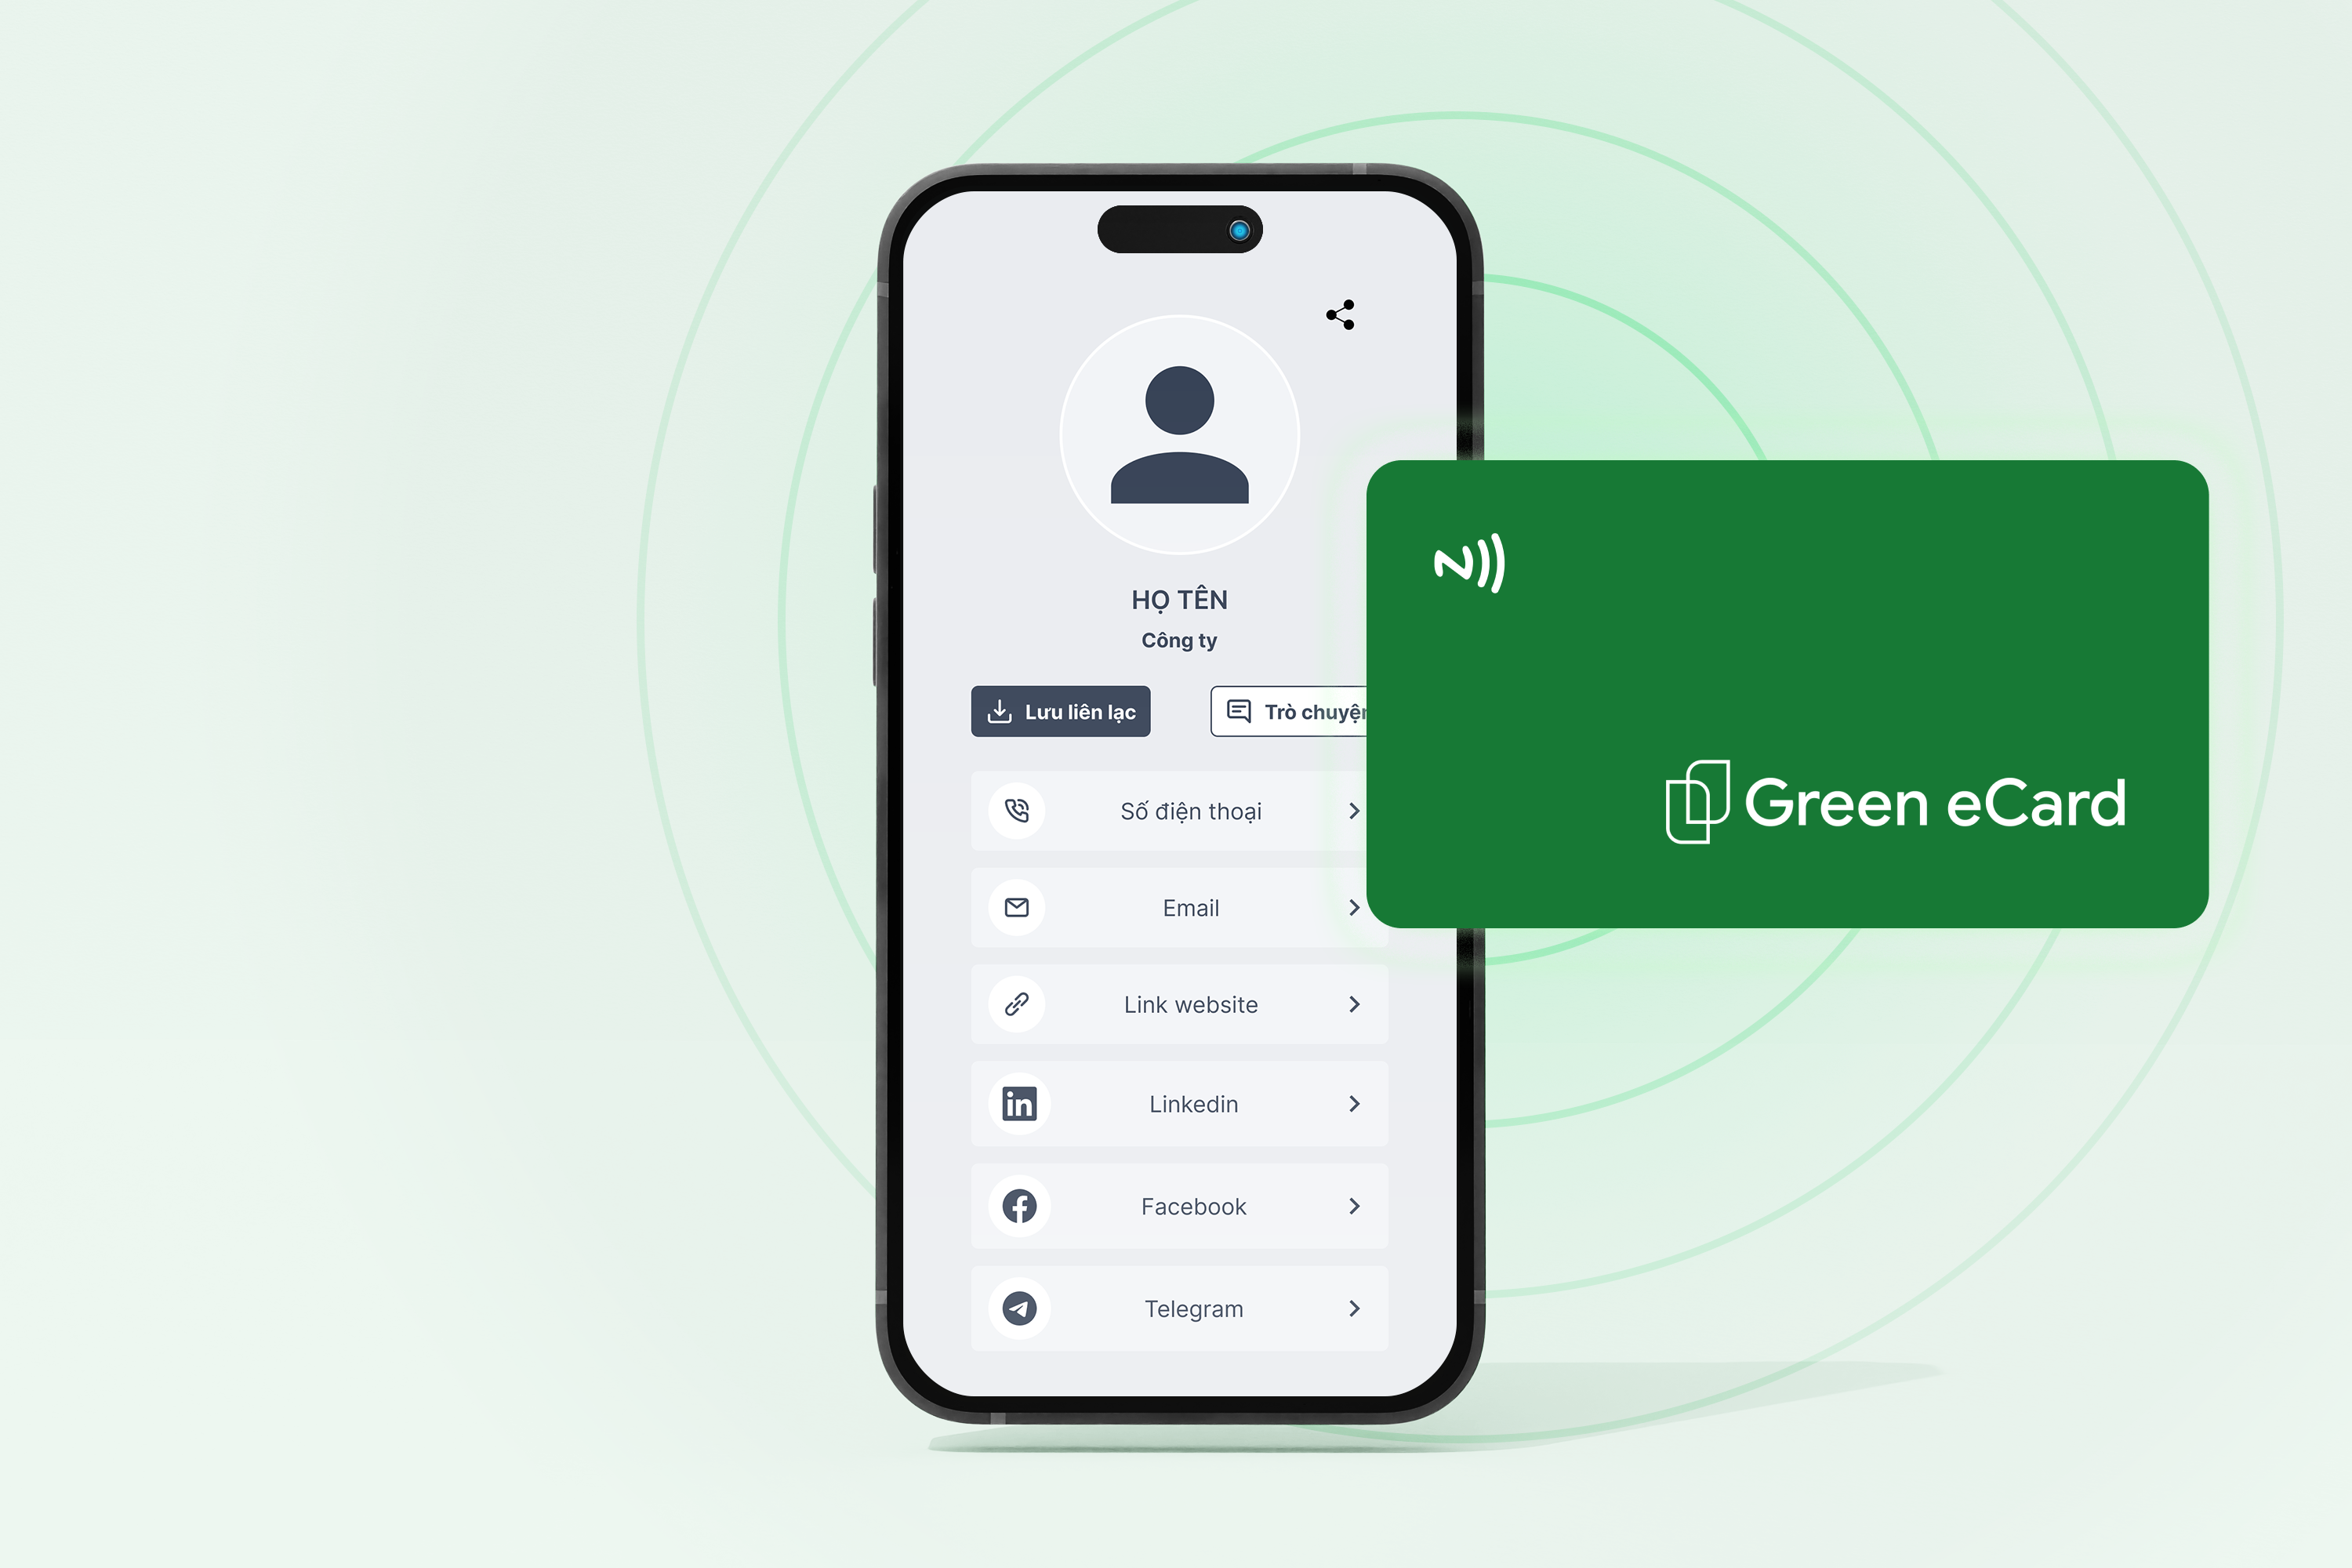 HỌ TÊN
Công ty
Lưu liên lạc
Trò chuyện
Số điện thoại
Email
Link website
Linkedin
Facebook
Telegram
Green eCard